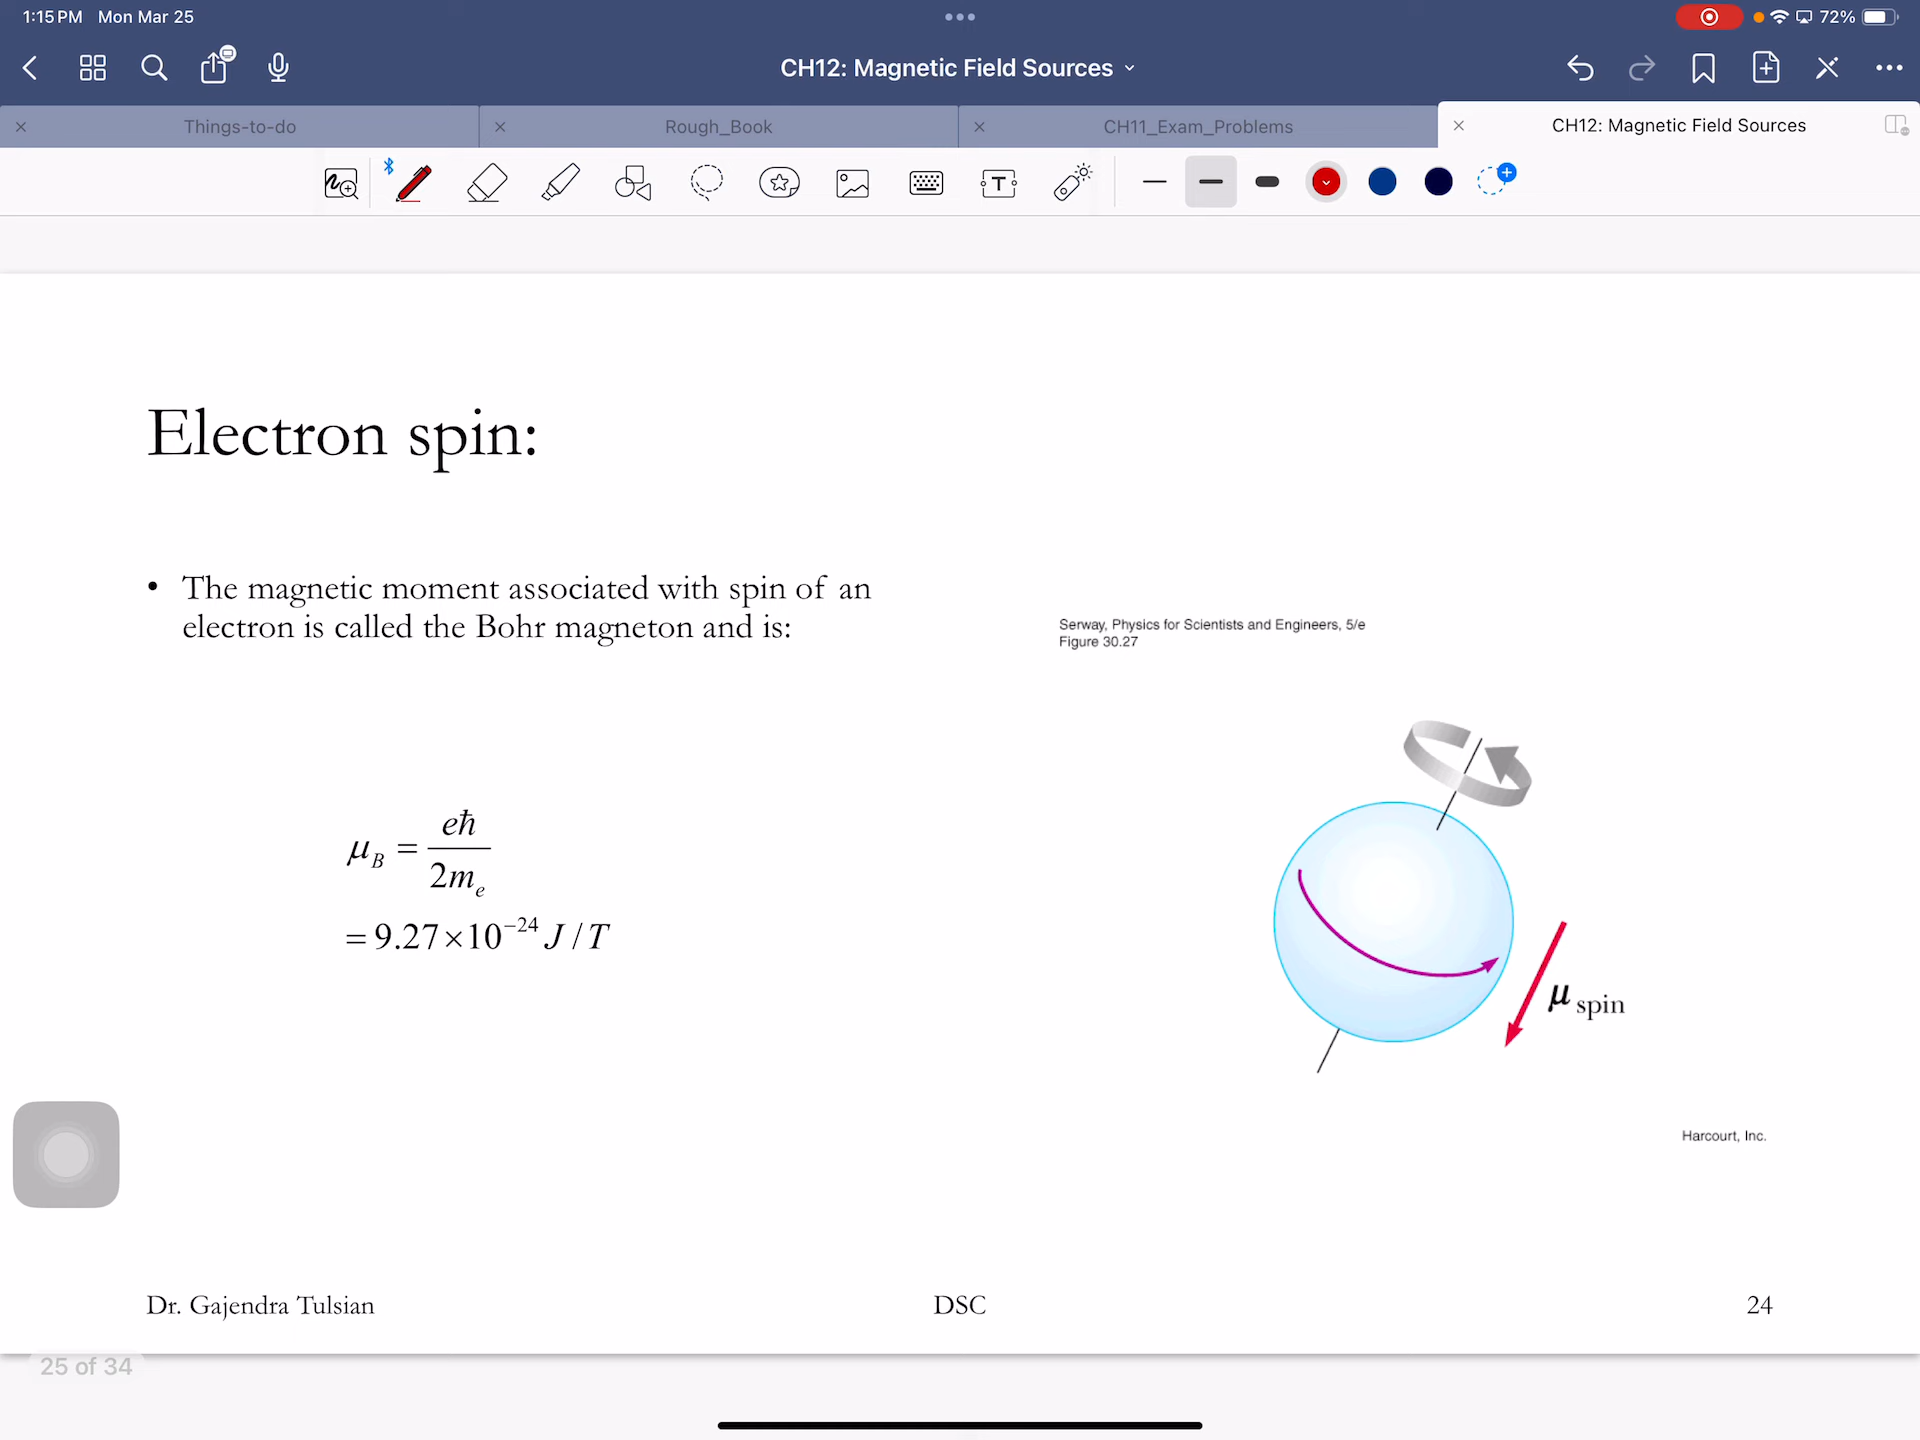 1:15 PM Mon Mar 25
72%
CH12: Magnetic Field Sources
Things-to-do
Rough_Book
CH11_Exam_Problems
CH12: Magnetic Field Sources
T
Electron spin:
• The magnetic moment associated with spin of an
electron is called the Bohr magneton and is:
Serway, Physics for Scientists and Engineers, 5/e
Figure 30.27
μ_B = eħ / 2m_e
= 9.27×10⁻²⁴ J / T
μ spin
Harcourt, Inc.
Dr. Gajendra Tulsian
DSC
24
25 of 34